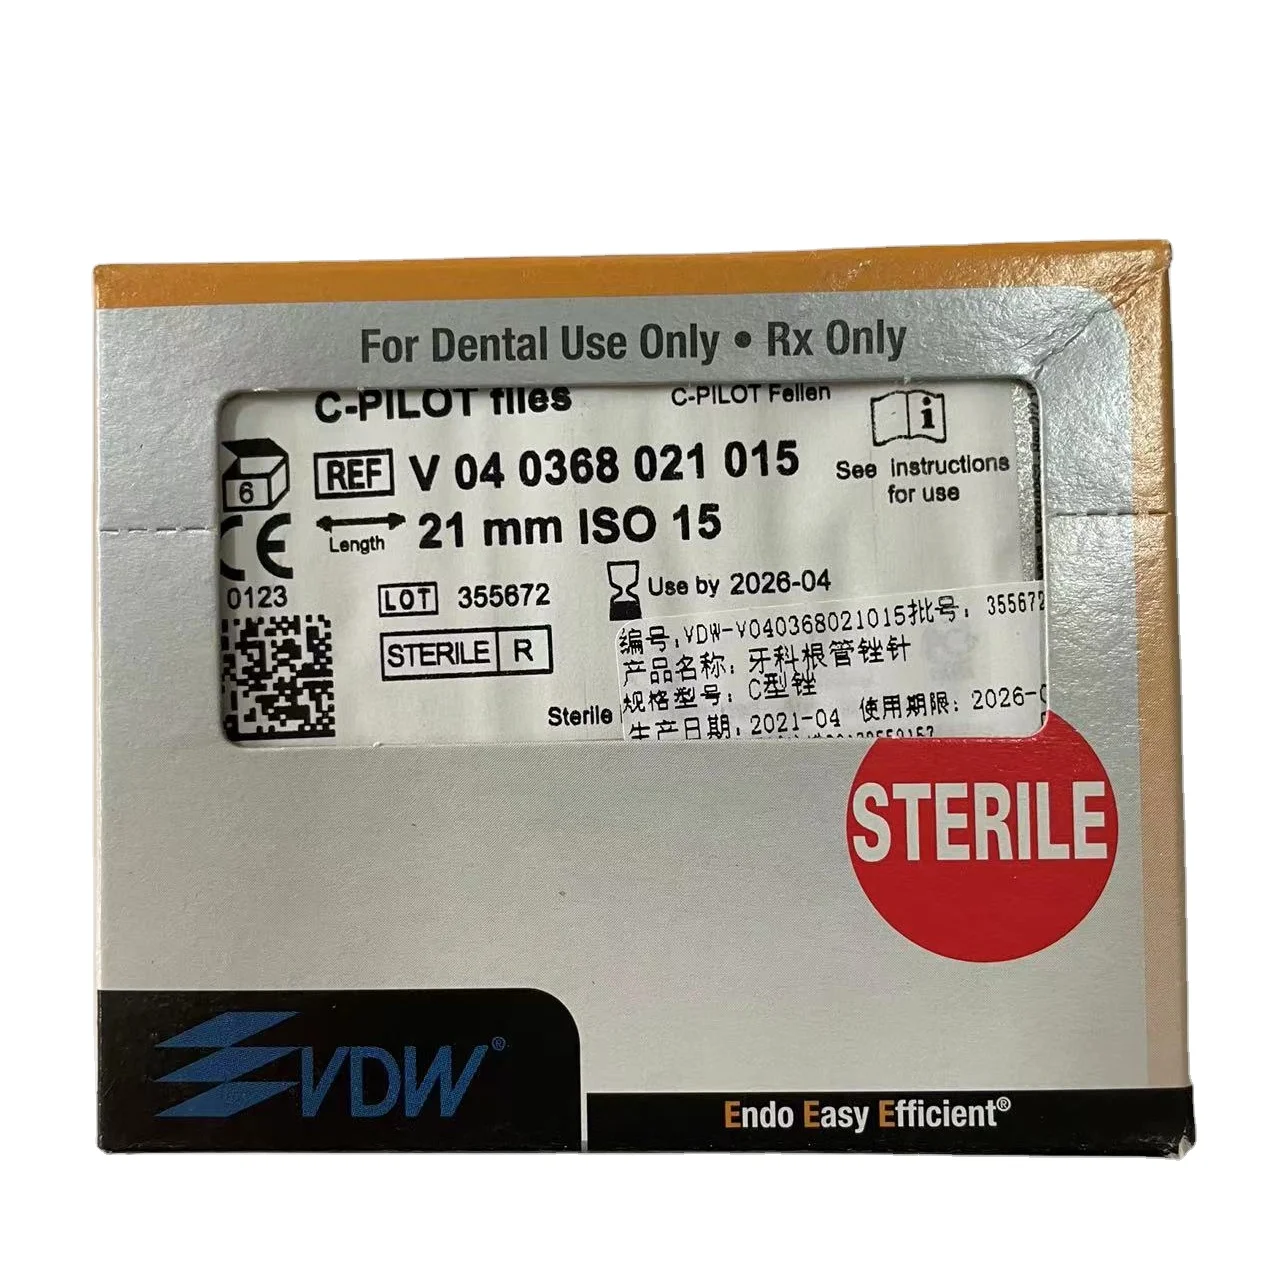 For Dental Use Only • Rx Only
C-PILOT files C-PILOT Feilen
REF V 04 0368 021 015
See instructions for use
6
Length 21 mm ISO 15
CE 0123
LOT 355672
Use by 2026-04
STERILE R
Sterile
编号:VDW-V040368021015批号: 355672
产品名称: 牙科根管锉针
规格型号: C型锉
生产日期: 2021-04 使用期限: 2026-0
STERILE
VDW®
Endo Easy Efficient®